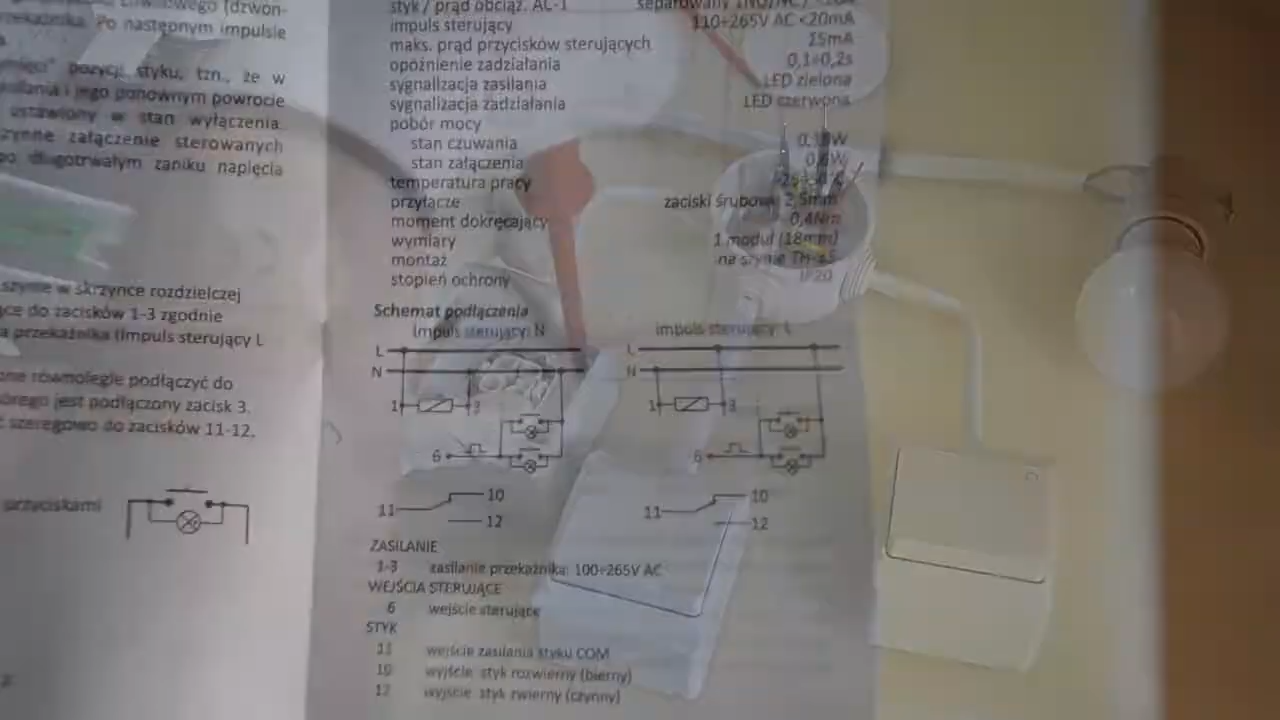 (dzwon-
Po następnym impulsie
pozycji styku, tzn., że w
i jego ponownym powrocie
ustawiony w stan wyłączenia.
załączenie sterowanych
po długotrwałym zaniku napięcia
szynie w skrzynce rozdzielczej
do zacisków 1-3 zgodnie
przekaźnika (impuls sterujący L
równolegle podłączyć do
jest podłączony zacisk 3.
szeregowo do zacisków 11-12.
przyciskami
styk / prąd obciąż. AC-1 separowany
impuls sterujący 110÷265V AC <20mA
maks. prąd przycisków sterujących 15mA
opóźnienie zadziałania 0,1÷0,2s
sygnalizacja zasilania LED zielona
sygnalizacja zadziałania LED czerwona
pobór mocy
stan czuwania
stan załączenia 0,6W
temperatura pracy
przyłącze zaciski śrubowe 2,5mm²
moment dokręcający 0,4Nm
wymiary 1 moduł (18mm)
montaż na szynie TH-35
stopień ochrony IP20
Schemat podłączenia
impuls sterujący: N impuls sterujący: L
L L
N N
1 3 1 3
6 6
10 10
11 11
12 12
ZASILANIE
1-3 zasilanie przekaźnika: 100÷265V AC
WEJŚCIA STERUJĄCE
6 wejście sterujące
STYK
11 wejście zasilania styku COM
10 wyjście: styk rozwierny (bierny)
12 wyjście: styk zwierny (czynny)